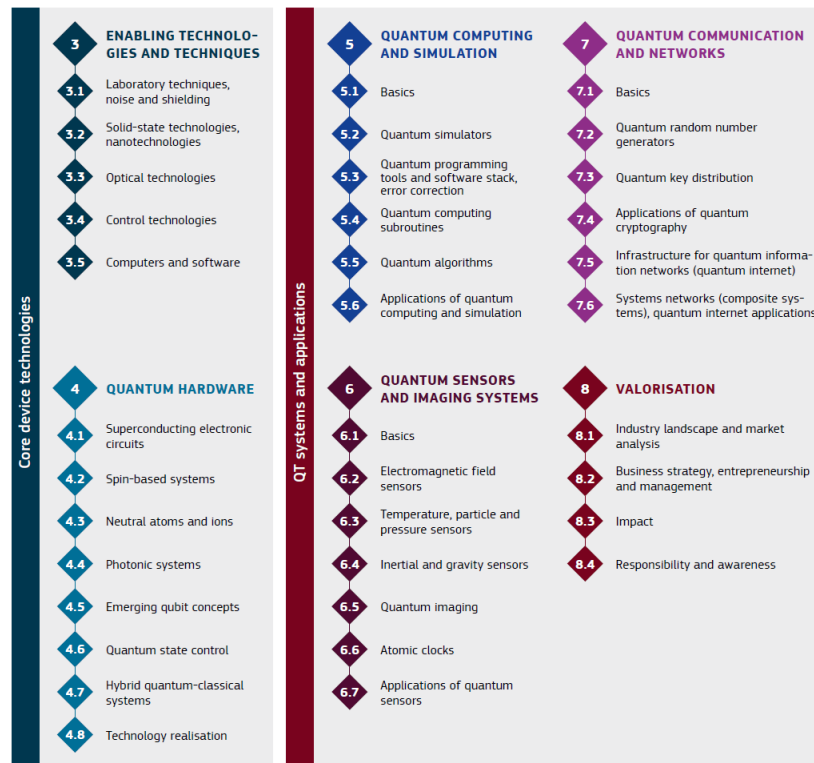 Core device technologies
3
ENABLING TECHNOLO-
GIES AND TECHNIQUES
3.1
Laboratory techniques,
noise and shielding
3.2
Solid-state technologies,
nanotechnologies
3.3
Optical technologies
3.4
Control technologies
3.5
Computers and software
4
QUANTUM HARDWARE
4.1
Superconducting electronic
circuits
4.2
Spin-based systems
4.3
Neutral atoms and ions
4.4
Photonic systems
4.5
Emerging qubit concepts
4.6
Quantum state control
4.7
Hybrid quantum-classical
systems
4.8
Technology realisation
QT systems and applications
5
QUANTUM COMPUTING
AND SIMULATION
5.1
Basics
5.2
Quantum simulators
5.3
Quantum programming
tools and software stack,
error correction
5.4
Quantum computing
subroutines
5.5
Quantum algorithms
5.6
Applications of quantum
computing and simulation
6
QUANTUM SENSORS
AND IMAGING SYSTEMS
6.1
Basics
6.2
Electromagnetic field
sensors
6.3
Temperature, particle and
pressure sensors
6.4
Inertial and gravity sensors
6.5
Quantum imaging
6.6
Atomic clocks
6.7
Applications of quantum
sensors
7
QUANTUM COMMUNICATION
AND NETWORKS
7.1
Basics
7.2
Quantum random number
generators
7.3
Quantum key distribution
7.4
Applications of quantum
cryptography
7.5
Infrastructure for quantum informa-
tion networks (quantum internet)
7.6
Systems networks (composite sys-
tems), quantum internet applications
8
VALORISATION
8.1
Industry landscape and market
analysis
8.2
Business strategy, entrepreneurship
and management
8.3
Impact
8.4
Responsibility and awareness